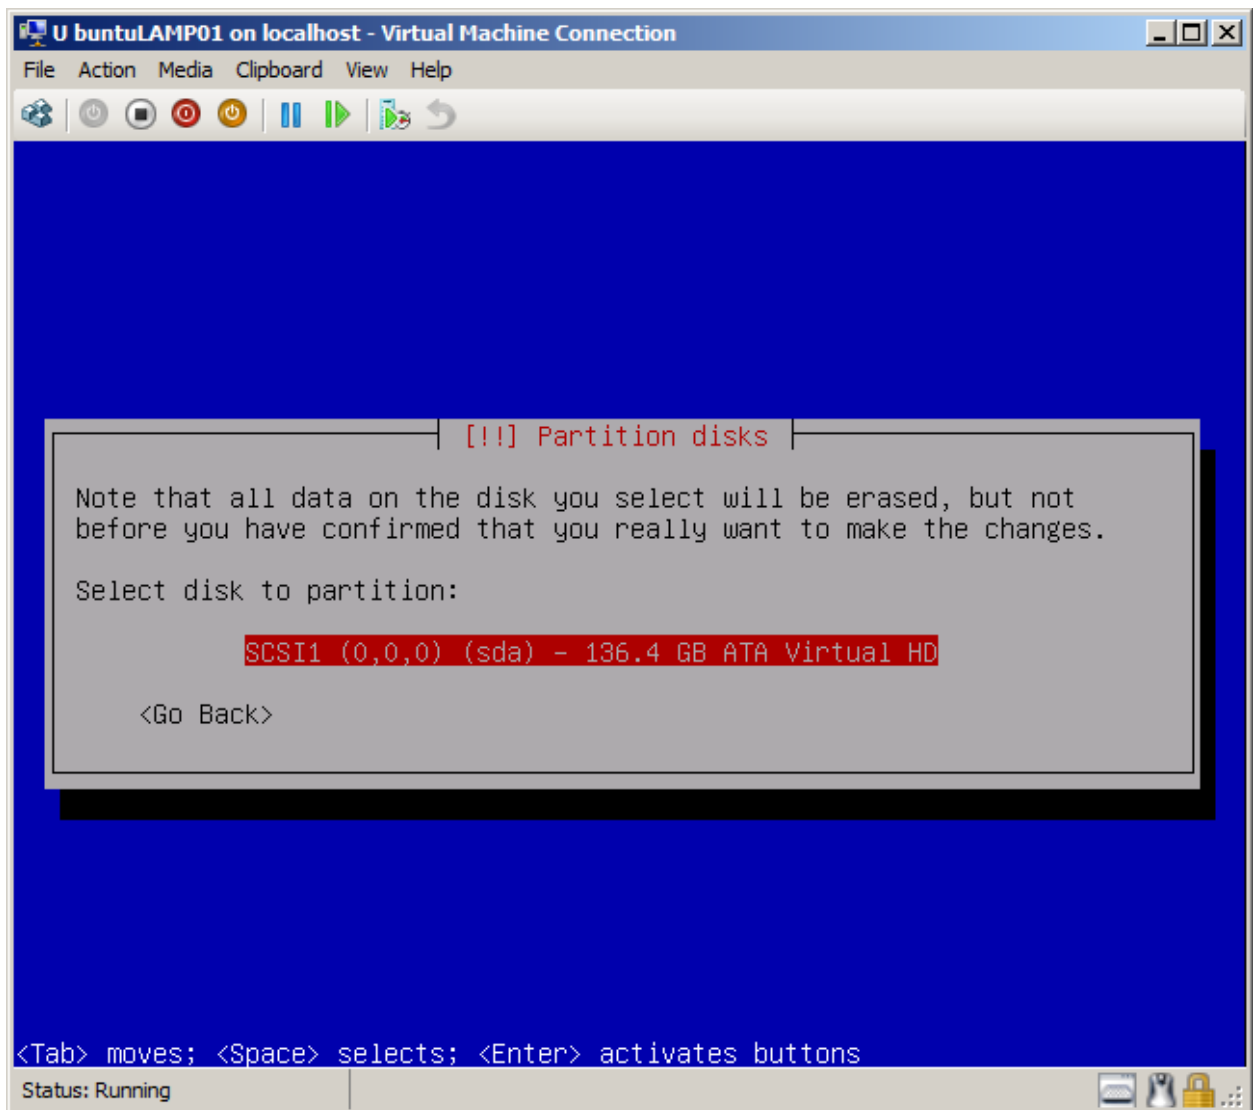 U buntuLAMP01 on localhost - Virtual Machine Connection
File Action Media Clipboard View Help
[!!] Partition disks
Note that all data on the disk you select will be erased, but not
before you have confirmed that you really want to make the changes.
Select disk to partition:
SCSI1 (0,0,0) (sda) - 136.4 GB ATA Virtual HD
<Go Back>
<Tab> moves; <Space> selects; <Enter> activates buttons
Status: Running